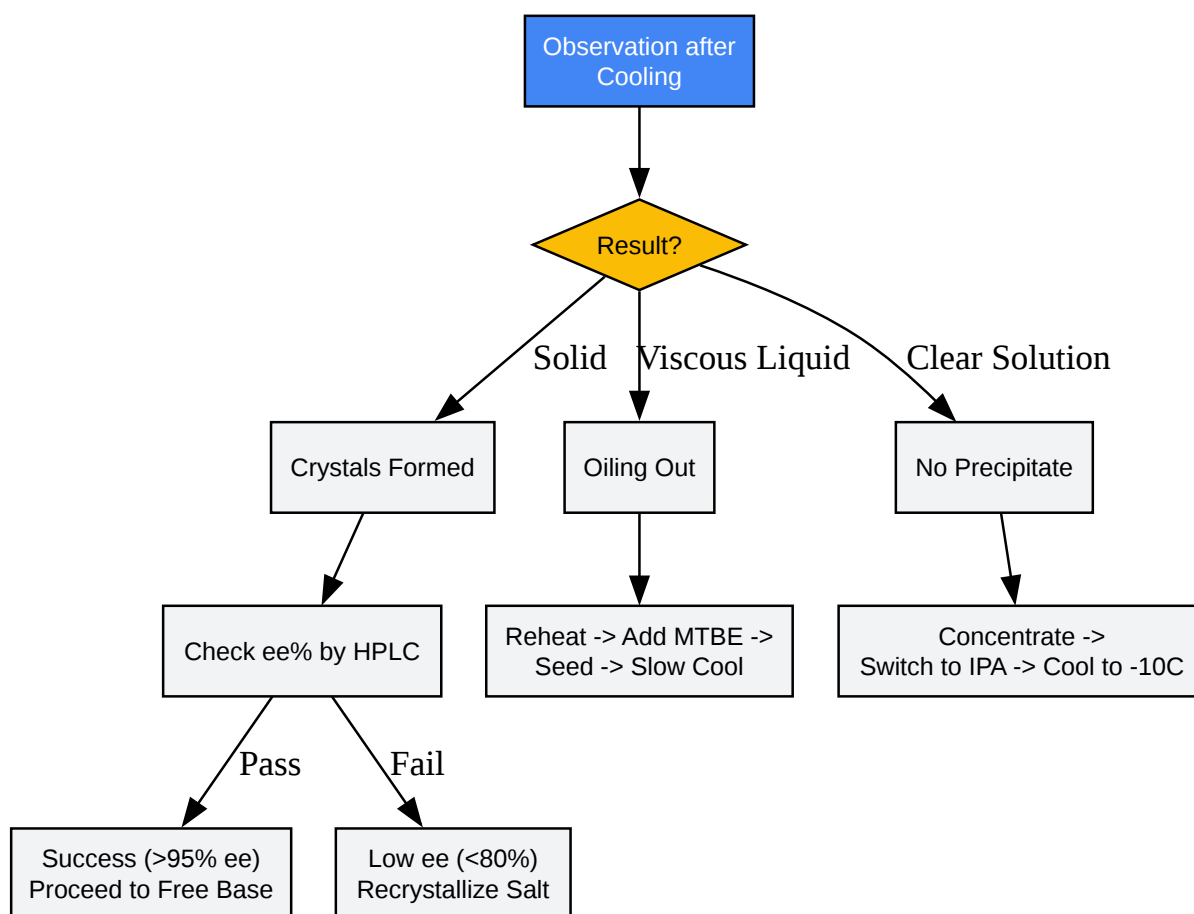 Observation after
Cooling
Result?
Solid
Viscous Liquid
Clear Solution
Crystals Formed
Oiling Out
No Precipitate
Check ee% by HPLC
Reheat -> Add MTBE ->
Seed -> Slow Cool
Concentrate ->
Switch to IPA -> Cool to -10C
Pass
Fail
Success (>95% ee)
Proceed to Free Base
Low ee (<80%)
Recrystallize Salt